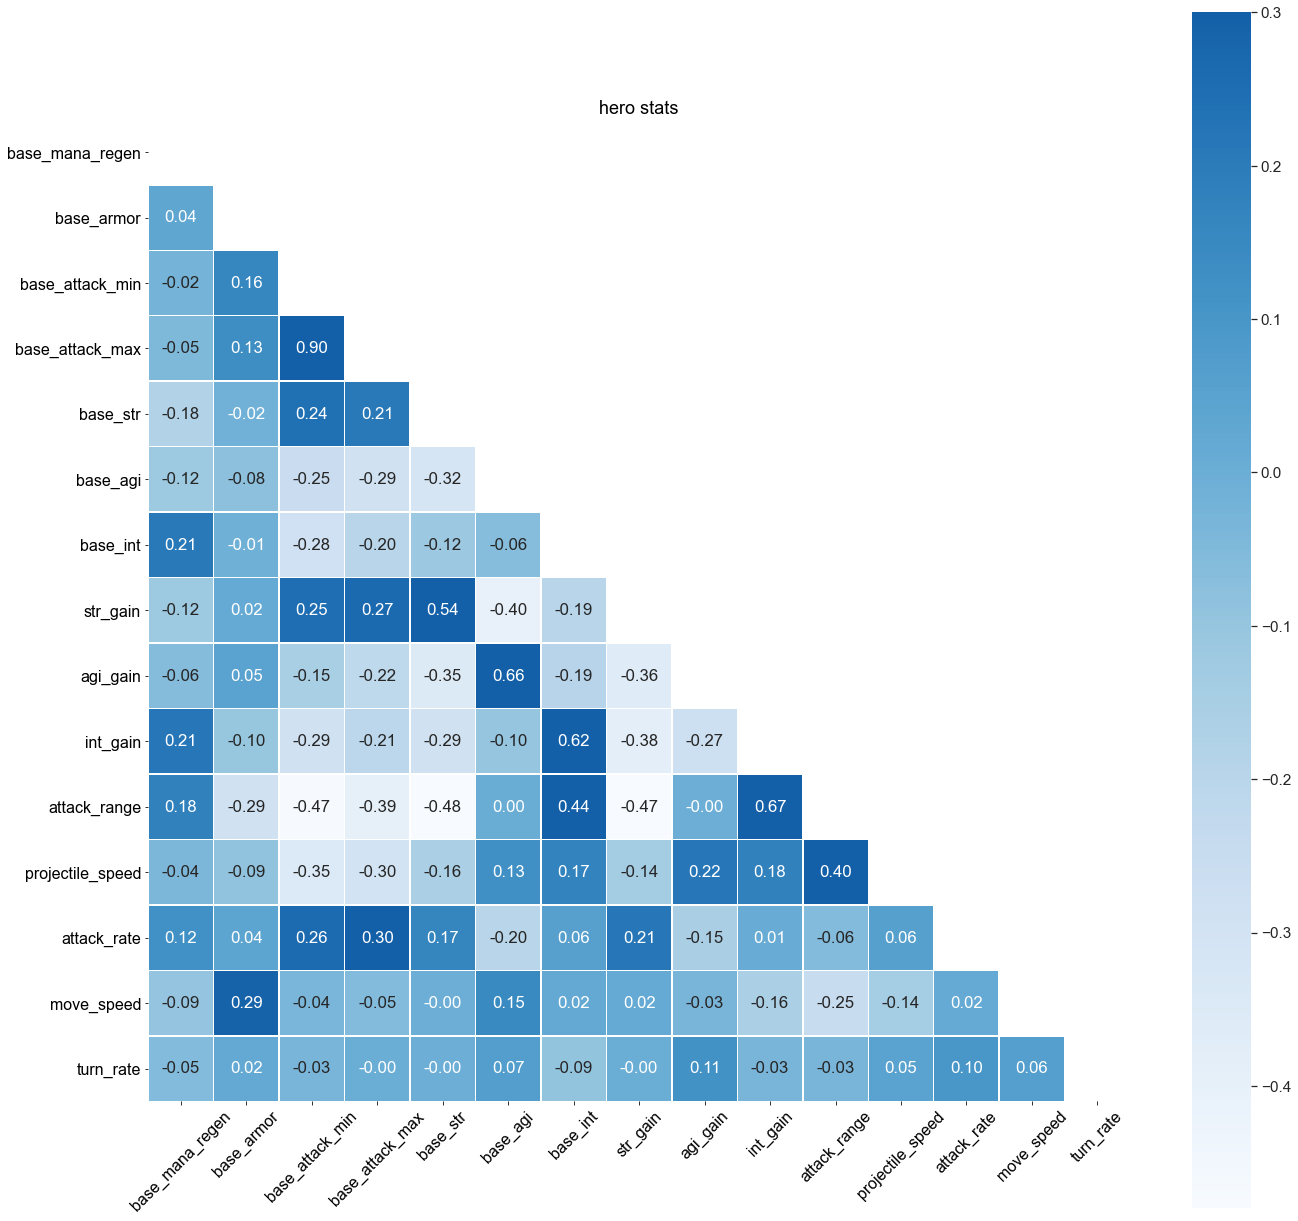 hero stats
0.3
0.2
0.1
0.0
−0.1
−0.2
−0.3
−0.4
base_mana_regen
base_armor 0.04
base_attack_min -0.02 0.16
base_attack_max -0.05 0.13 0.90
base_str -0.18 -0.02 0.24 0.21
base_agi -0.12 -0.08 -0.25 -0.29 -0.32
base_int 0.21 -0.01 -0.28 -0.20 -0.12 -0.06
str_gain -0.12 0.02 0.25 0.27 0.54 -0.40 -0.19
agi_gain -0.06 0.05 -0.15 -0.22 -0.35 0.66 -0.19 -0.36
int_gain 0.21 -0.10 -0.29 -0.21 -0.29 -0.10 0.62 -0.38 -0.27
attack_range 0.18 -0.29 -0.47 -0.39 -0.48 0.00 0.44 -0.47 -0.00 0.67
projectile_speed -0.04 -0.09 -0.35 -0.30 -0.16 0.13 0.17 -0.14 0.22 0.18 0.40
attack_rate 0.12 0.04 0.26 0.30 0.17 -0.20 0.06 0.21 -0.15 0.01 -0.06 0.06
move_speed -0.09 0.29 -0.04 -0.05 -0.00 0.15 0.02 0.02 -0.03 -0.16 -0.25 -0.14 0.02
turn_rate -0.05 0.02 -0.03 -0.00 -0.00 0.07 -0.09 -0.00 0.11 -0.03 -0.03 0.05 0.10 0.06
base_mana_regen
base_armor
base_attack_min
base_attack_max
base_str
base_agi
base_int
str_gain
agi_gain
int_gain
attack_range
projectile_speed
attack_rate
move_speed
turn_rate